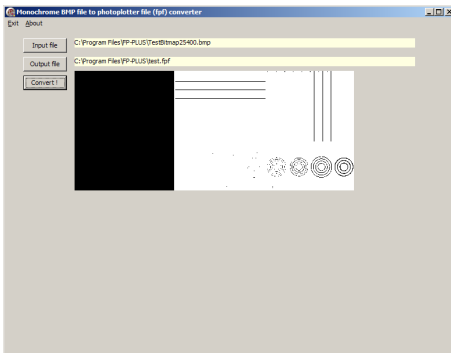 Monochrome BMP file to photoplotter file (fpf) converter
Exit About
Input file C:\Program Files\FP-PLUS\TestBitmap25400.bmp
Output file C:\Program Files\FP-PLUS\test.fpf
Convert !